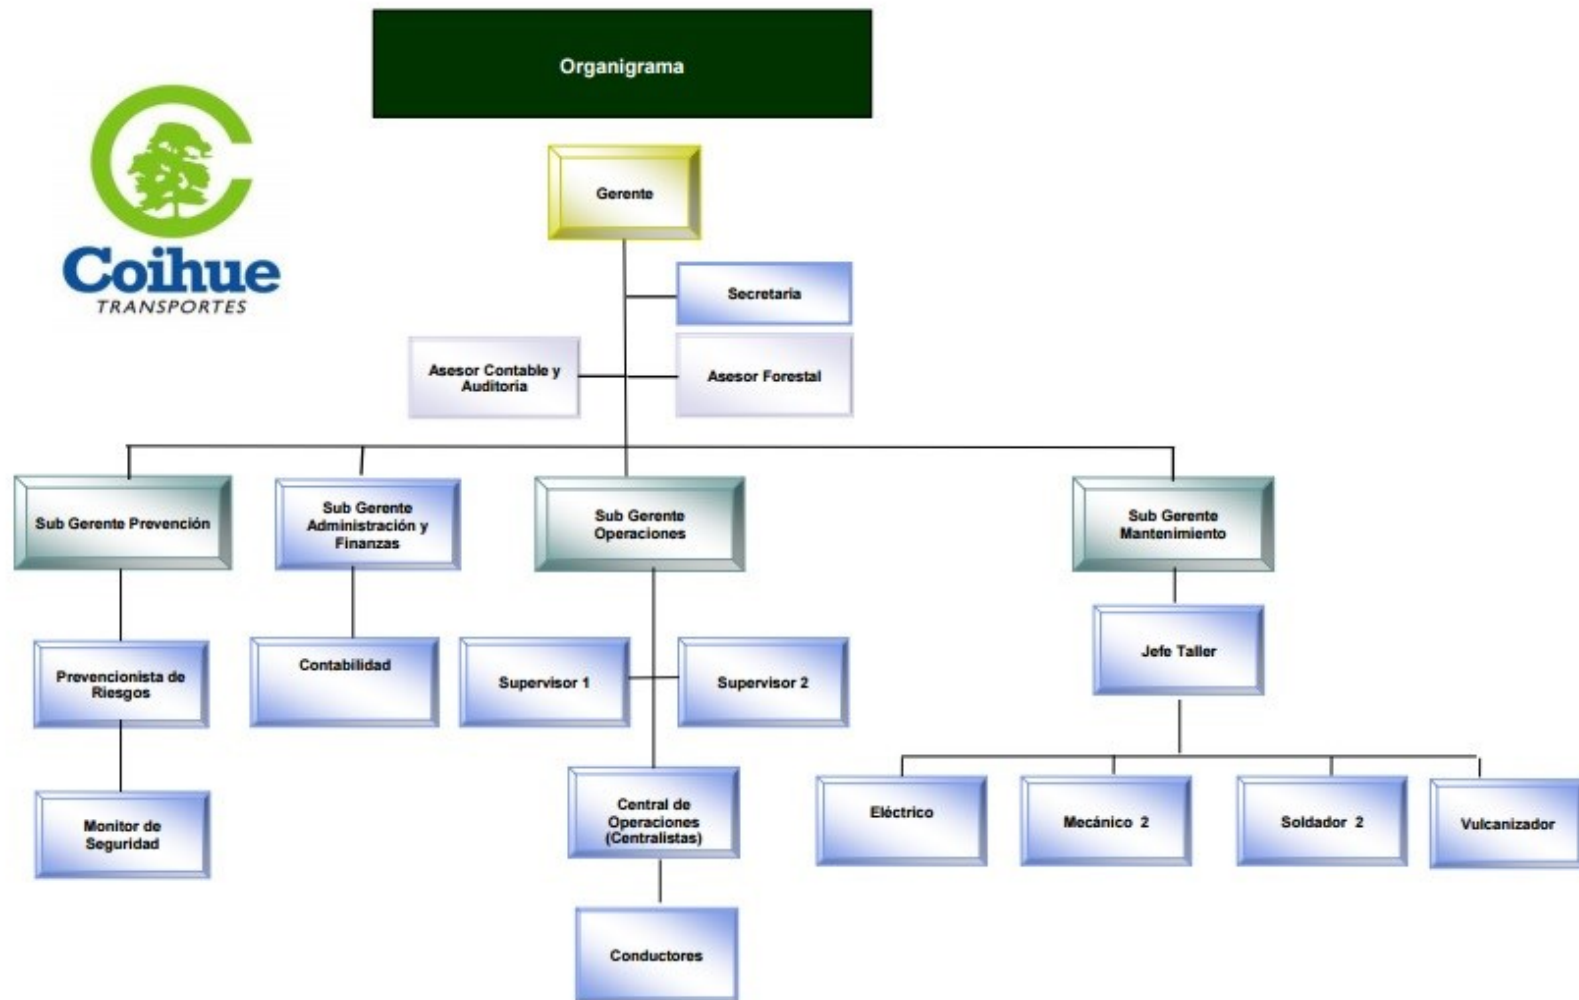 Organigrama
Coihue
TRANSPORTES
Gerente
Secretaria
Asesor Contable y
Auditoría
Asesor Forestal
Sub Gerente Prevención
Sub Gerente
Administración y
Finanzas
Sub Gerente
Operaciones
Sub Gerente
Mantenimiento
Prevencionista de
Riesgos
Contabilidad
Supervisor 1
Supervisor 2
Jefe Taller
Monitor de
Seguridad
Central de
Operaciones
(Centralistas)
Eléctrico
Mecánico 2
Soldador 2
Vulcanizador
Conductores